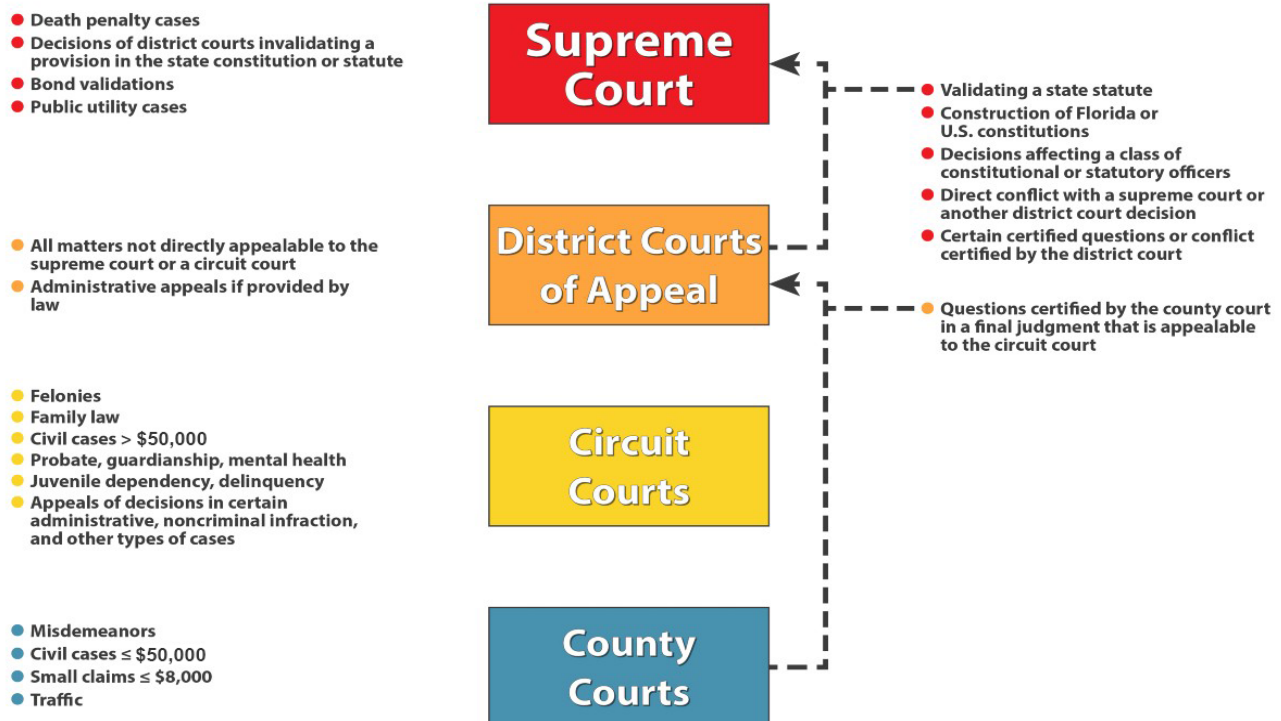 Death penalty cases
Decisions of district courts invalidating a
provision in the state constitution or statute
Bond validations
Public utility cases
Supreme
Court
Validating a state statute
Construction of Florida or
U.S. constitutions
Decisions affecting a class of
constitutional or statutory officers
Direct conflict with a supreme court or
another district court decision
Certain certified questions or conflict
certified by the district court
All matters not directly appealable to the
supreme court or a circuit court
Administrative appeals if provided by
law
District Courts
of Appeal
Questions certified by the county court
in a final judgment that is appealable
to the circuit court
Felonies
Family law
Civil cases > $50,000
Probate, guardianship, mental health
Juvenile dependency, delinquency
Appeals of decisions in certain
administrative, noncriminal infraction,
and other types of cases
Circuit
Courts
Misdemeanors
Civil cases ≤ $50,000
Small claims ≤ $8,000
Traffic
County
Courts